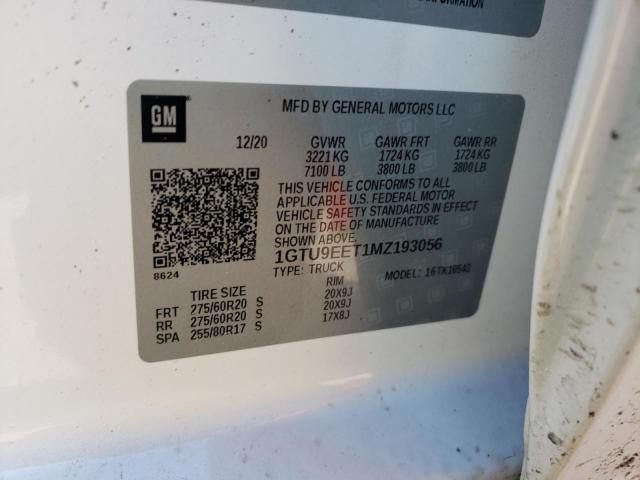 INFORMATION
GM
MFD BY GENERAL MOTORS LLC
12/20 GVWR GAWR FRT GAWR RR
3221 KG 1724 KG 1724 KG
7100 LB 3800 LB 3800 LB
THIS VEHICLE CONFORMS TO ALL
APPLICABLE U.S. FEDERAL MOTOR
VEHICLE SAFETY STANDARDS IN EFFECT
ON THE DATE OF MANUFACTURE
SHOWN ABOVE.
1GTU9EET1MZ193056
8624
TYPE: TRUCK MODEL: 16TK10543
TIRE SIZE RIM
FRT 275/60R20 S 20X9J
RR 275/60R20 S 20X9J
SPA 255/80R17 S 17X8J